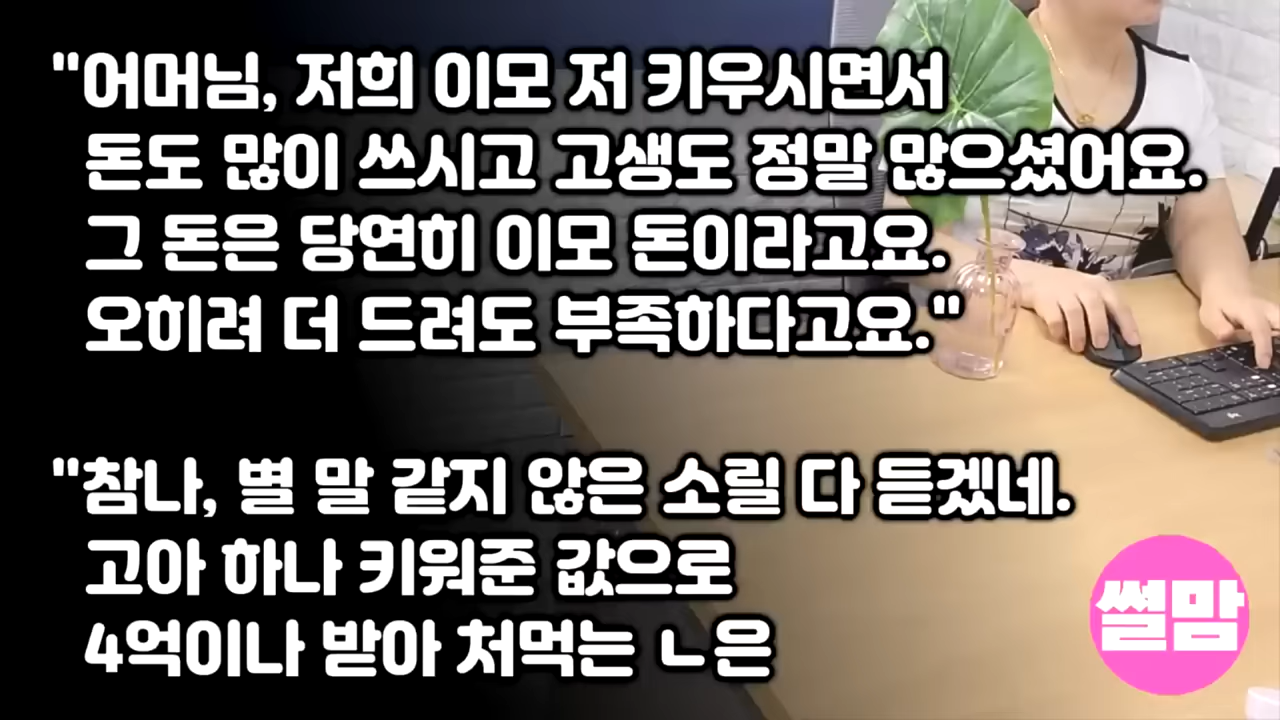 "어머님, 저희 이모 저 키우시면서
돈도 많이 쓰시고 고생도 정말 많으셨어요.
그 돈은 당연히 이모 돈이라고요.
오히려 더 드려도 부족하다고요."
"참나, 별 말 같지 않은 소릴 다 듣겠네.
고아 하나 키워준 값으로
4억이나 받아 처먹는 ㄴ은
썰맘